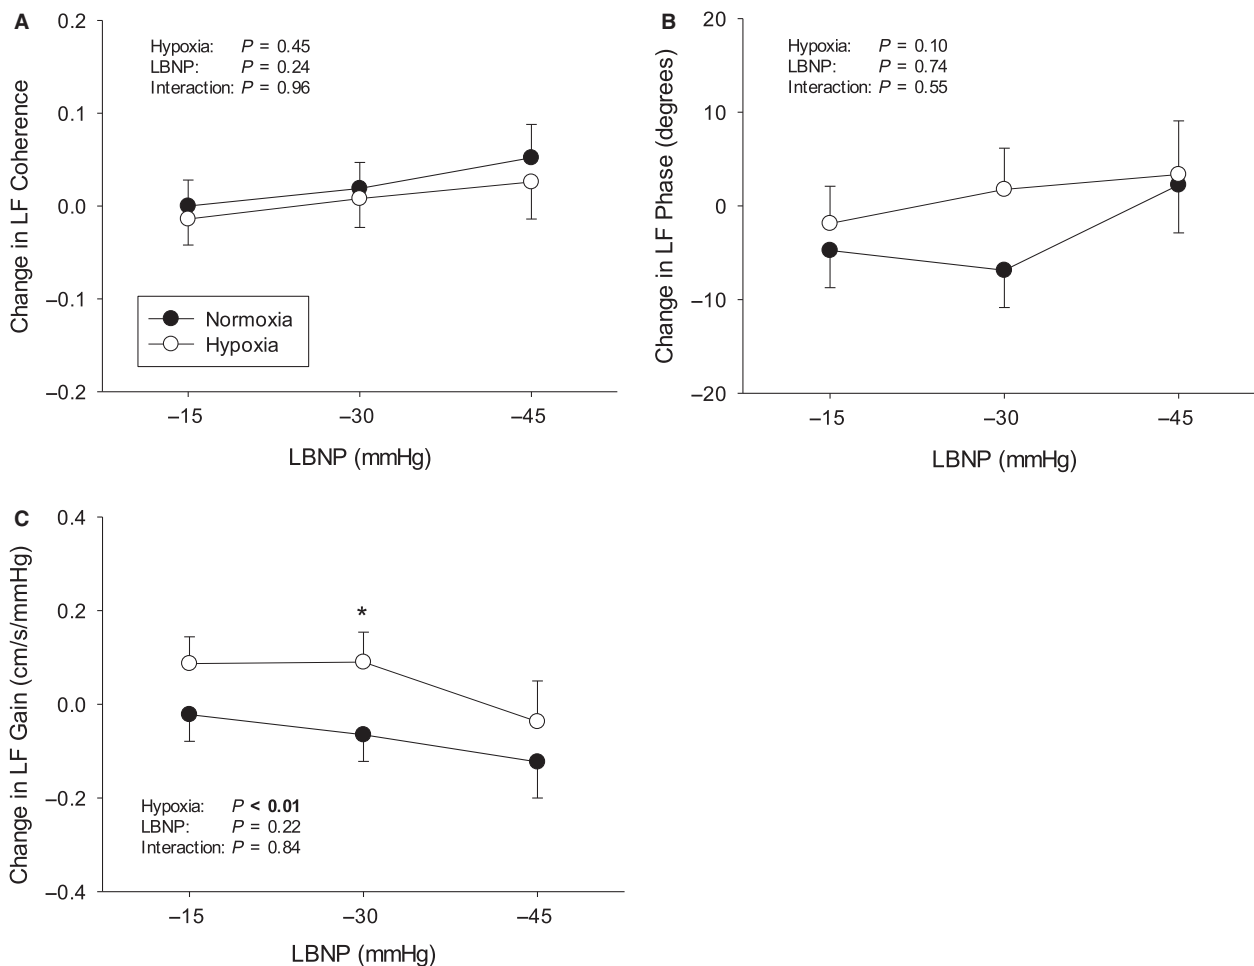 A
0.2
0.1
0.0
−0.1
−0.2
Change in LF Coherence
Hypoxia: P = 0.45
LBNP: P = 0.24
Interaction: P = 0.96
Normoxia
Hypoxia
−15 −30 −45
LBNP (mmHg)
B
20
10
0
−10
−20
Change in LF Phase (degrees)
Hypoxia: P = 0.10
LBNP: P = 0.74
Interaction: P = 0.55
−15 −30 −45
LBNP (mmHg)
C
0.4
0.2
0.0
−0.2
−0.4
Change in LF Gain (cm/s/mmHg)
*
Hypoxia: P < 0.01
LBNP: P = 0.22
Interaction: P = 0.84
−15 −30 −45
LBNP (mmHg)